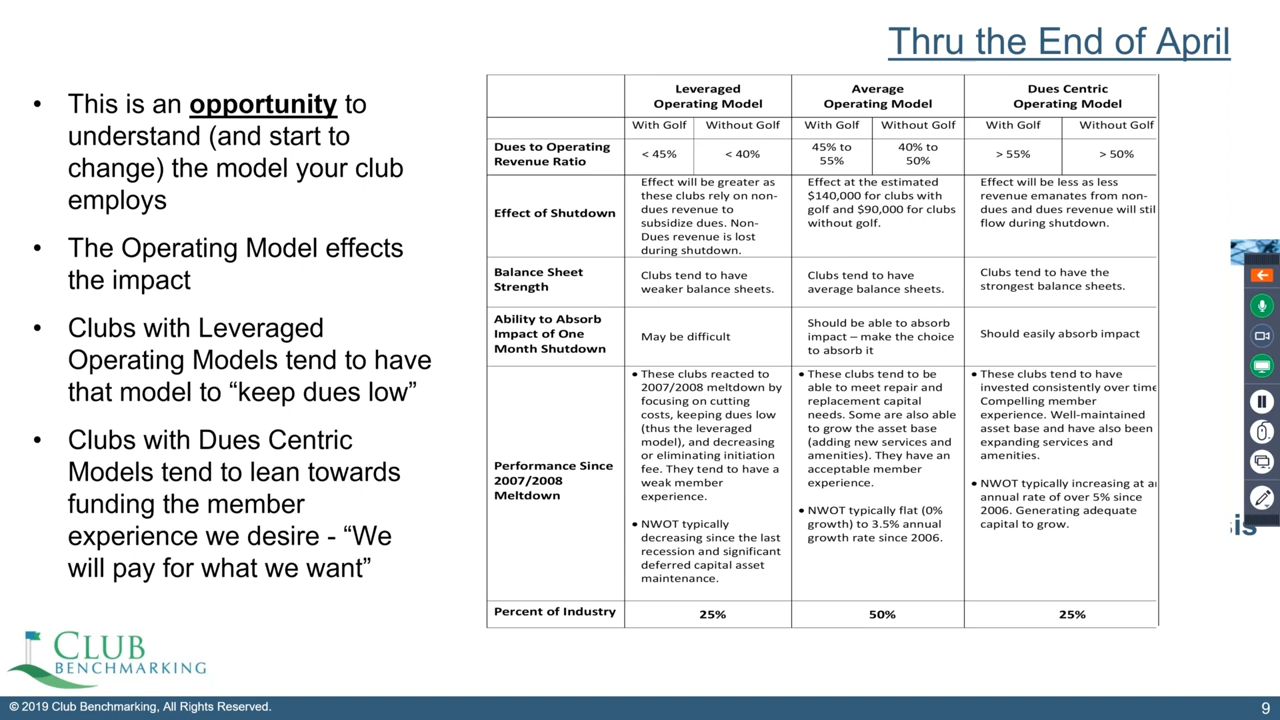 Thru the End of April
• This is an opportunity to
understand (and start to
change) the model your club
employs
• The Operating Model effects
the impact
• Clubs with Leveraged
Operating Models tend to have
that model to “keep dues low”
• Clubs with Dues Centric
Models tend to lean towards
funding the member
experience we desire - “We
will pay for what we want”
Leveraged
Operating Model
Average
Operating Model
Dues Centric
Operating Model
With Golf
Without Golf
With Golf
Without Golf
With Golf
Without Golf
Dues to Operating
Revenue Ratio
< 45%
< 40%
45% to
55%
40% to
50%
> 55%
> 50%
Effect of Shutdown
Effect will be greater as
these clubs rely on non-
dues revenue to
subsidize dues. Non-
Dues revenue is lost
during shutdown.
Effect at the estimated
$140,000 for clubs with
golf and $90,000 for clubs
without golf.
Effect will be less as less
revenue emanates from non-
dues and dues revenue will stil
flow during shutdown.
Balance Sheet
Strength
Clubs tend to have
weaker balance sheets.
Clubs tend to have
average balance sheets.
Clubs tend to have the
strongest balance sheets.
Ability to Absorb
Impact of One
Month Shutdown
May be difficult
Should be able to absorb
impact – make the choice
to absorb it
Should easily absorb impact
Performance Since
2007/2008
Meltdown
• These clubs reacted to
2007/2008 meltdown by
focusing on cutting
costs, keeping dues low
(thus the leveraged
model), and decreasing
or eliminating initiation
fee. They tend to have a
weak member
experience.
• NWOT typically
decreasing since the last
recession and significant
deferred capital asset
maintenance.
• These clubs tend to be
able to meet repair and
replacement capital
needs. Some are also able
to grow the asset base
(adding new services and
amenities). They have an
acceptable member
experience.
• NWOT typically flat (0%
growth) to 3.5% annual
growth rate since 2006.
• These clubs tend to have
invested consistently over time
Compelling member
experience. Well-maintained
asset base and have also been
expanding services and
amenities.
• NWOT typically increasing at a
annual rate of over 5% since
2006. Generating adequate
capital to grow.
Percent of Industry
25%
50%
25%
CLUB
BENCHMARKING
© 2019 Club Benchmarking, All Rights Reserved.
9